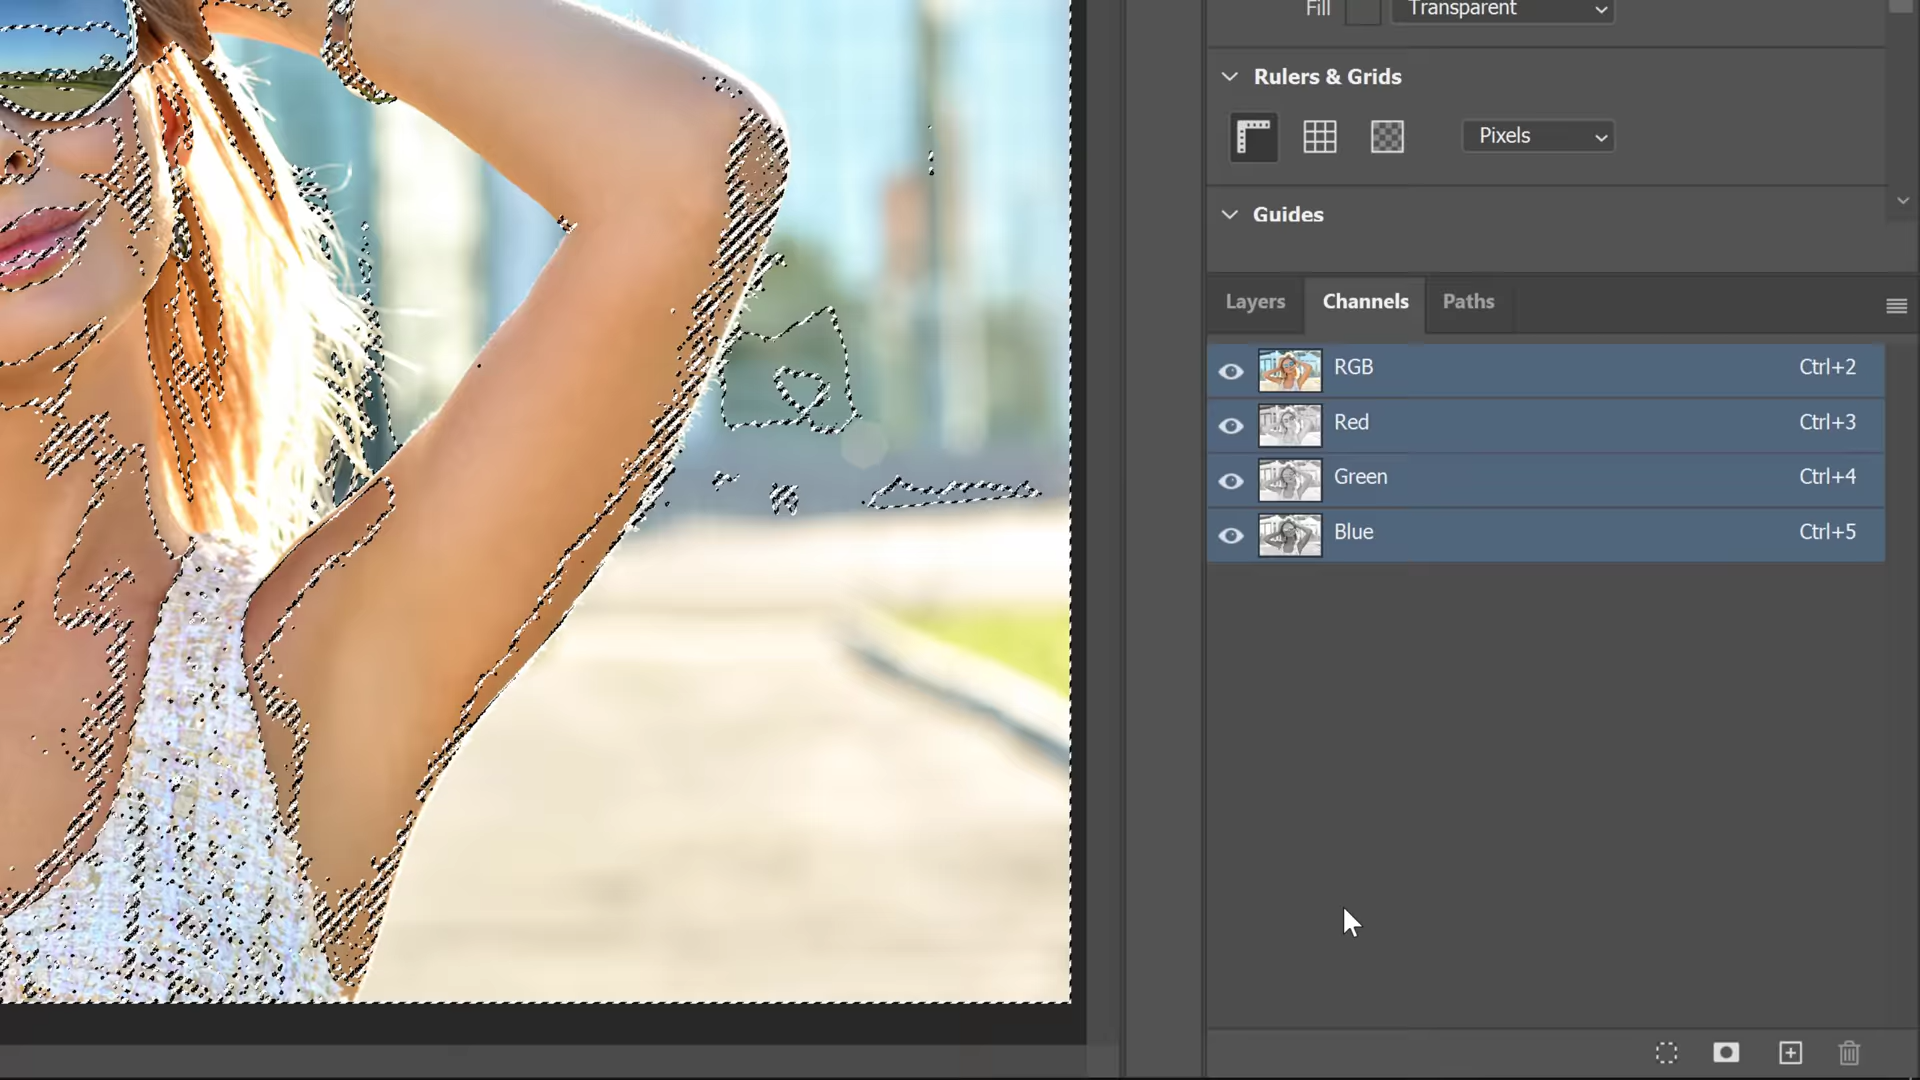 Fill
Transparent
Rulers & Grids
Pixels
Guides
Layers
Channels
Paths
RGB
Ctrl+2
Red
Ctrl+3
Green
Ctrl+4
Blue
Ctrl+5